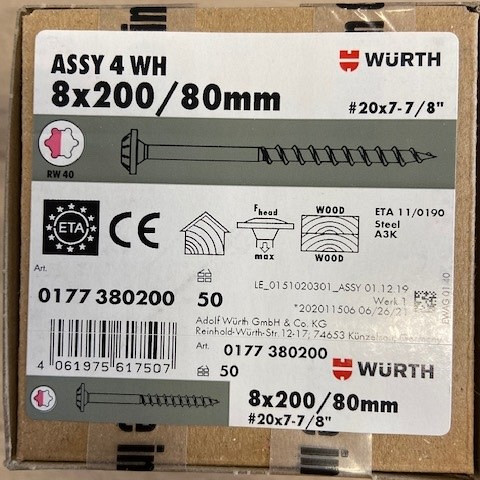 ASSY 4 WH
8x200/80mm
WÜRTH
#20x7-7/8"
RW 40
ETA
CE
Fhead
max
WOOD
WOOD
ETA 11/0190
Steel
A3K
Art.
0177 380200
50
LE_0151020301_ASSY 01.12.19
Werk 1
*202011506 06/26/21
Adolf Würth GmbH & Co. KG
Reinhold-Würth-Str.12-17, 74653
Art.
0177 380200
50
4 061975 617507
WÜRTH
8x200/80mm
#20x7-7/8"